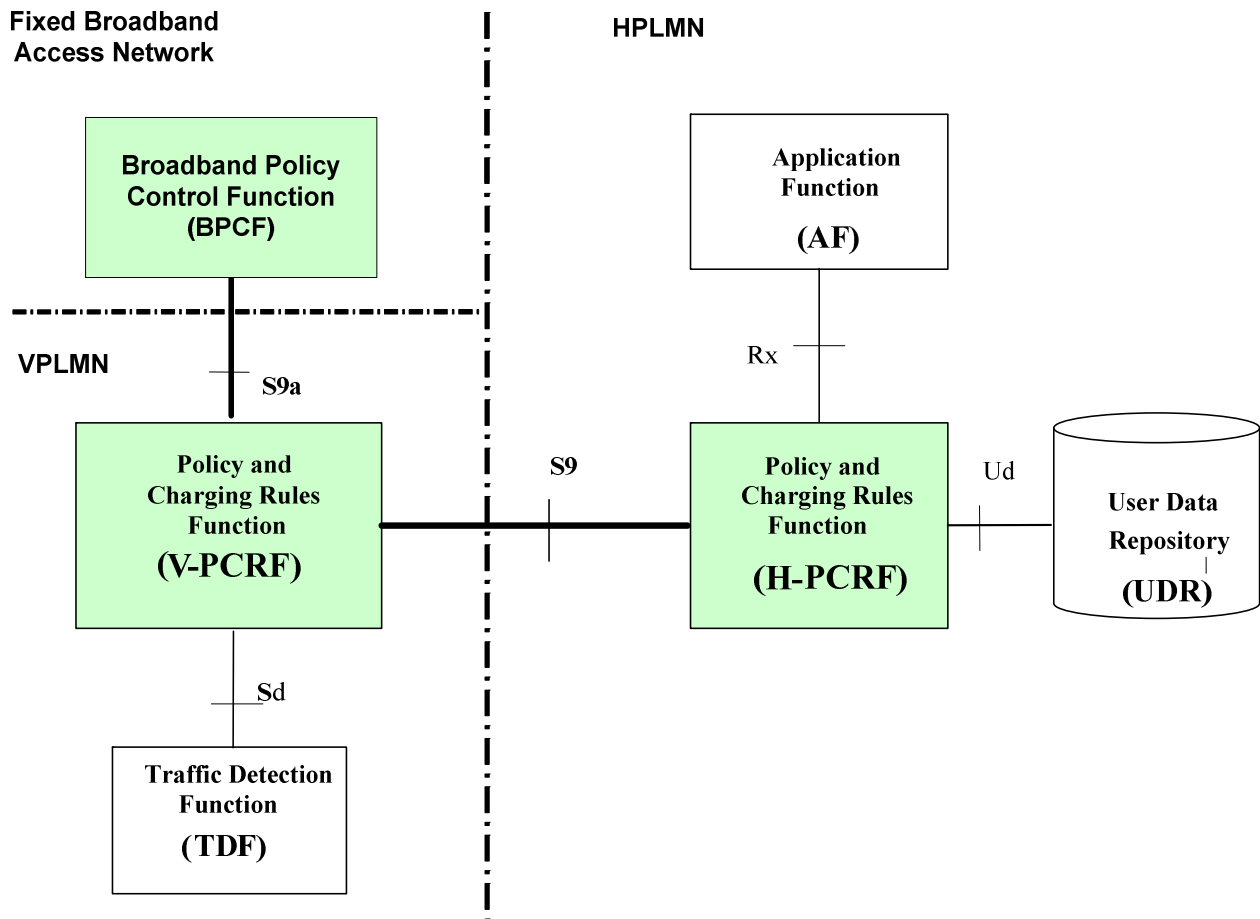 Fixed Broadband
Access Network
HPLMN
Broadband Policy
Control Function
(BPCF)
Application
Function
(AF)
VPLMN
S9a
Rx
Policy and
Charging Rules
Function
(V-PCRF)
S9
Policy and
Charging Rules
Function
(H-PCRF)
Ud
User Data
Repository
(UDR)
Sd
Traffic Detection
Function
(TDF)